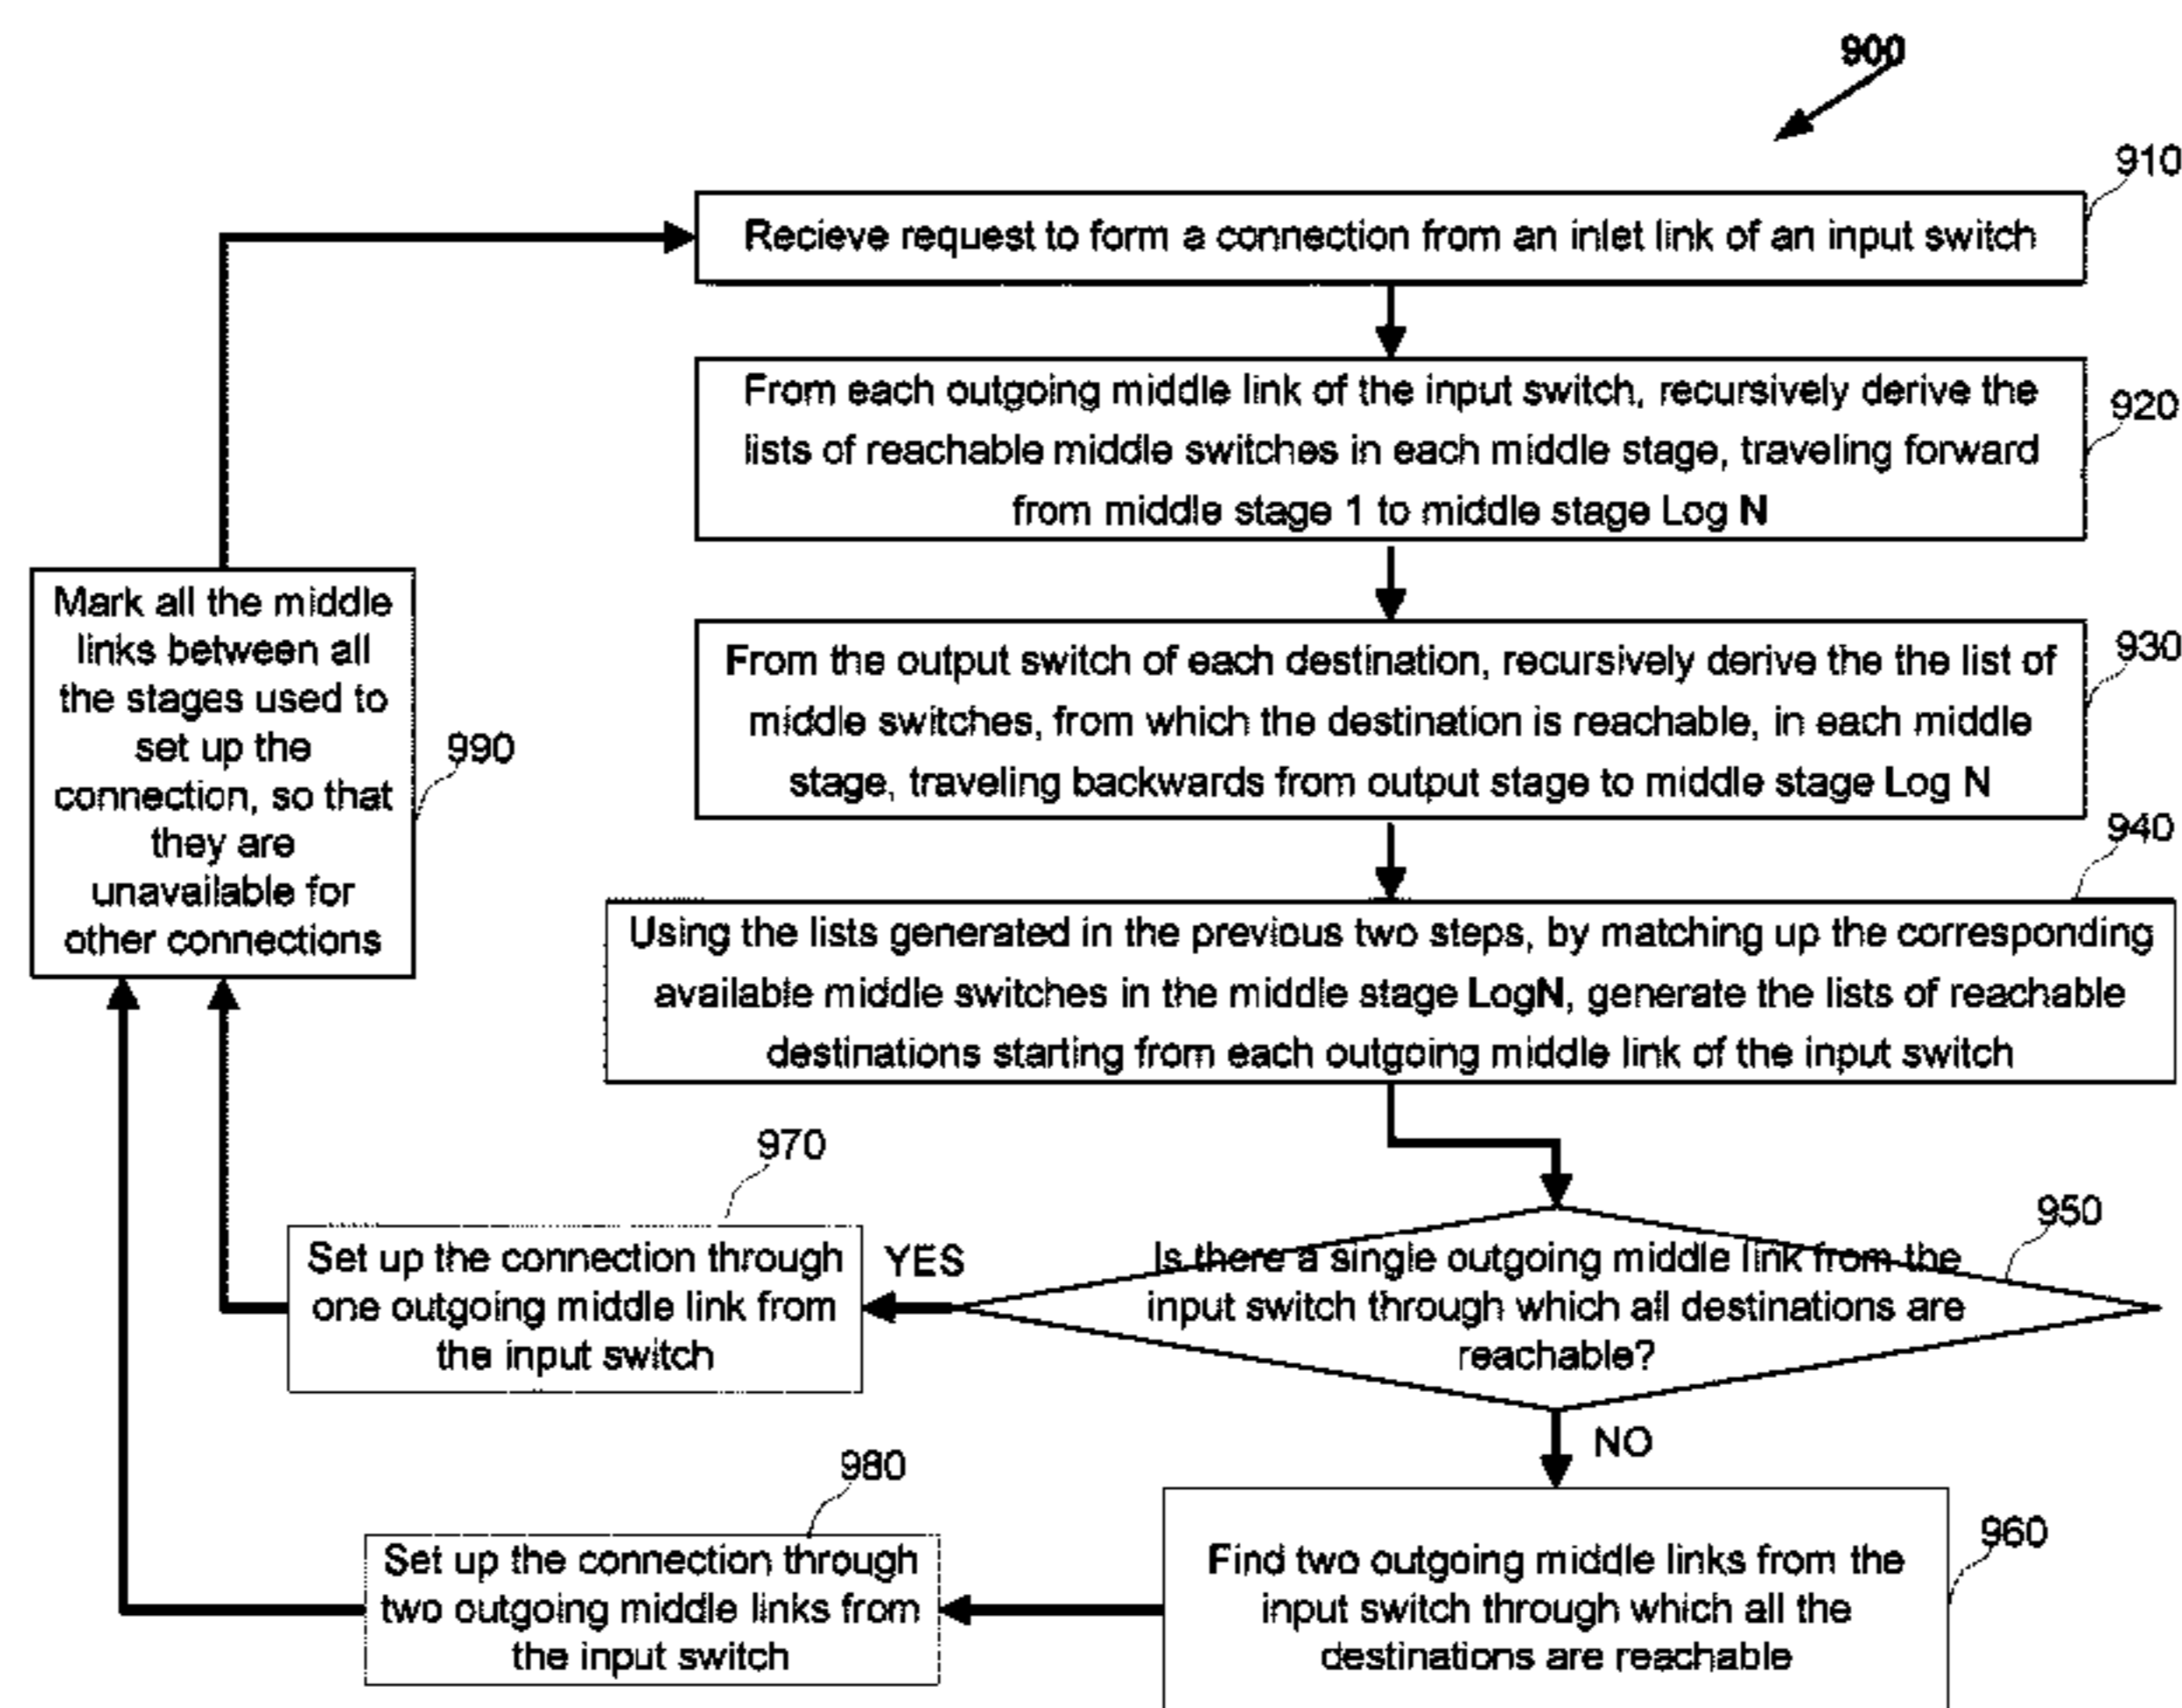 900
910
Recieve request to form a connection from an inlet link of an input switch
920
From each outgoing middle link of the input switch, recursively derive the
lists of reachable middle switches in each middle stage, traveling forward
from middle stage 1 to middle stage Log N
930
From the output switch of each destination, recursively derive the the list of
middle switches, from which the destination is reachable, in each middle
stage, traveling backwards from output stage to middle stage Log N
940
Using the lists generated in the previous two steps, by matching up the corresponding
available middle switches in the middle stage LogN, generate the lists of reachable
destinations starting from each outgoing middle link of the input switch
950
Is there a single outgoing middle link from the
input switch through which all destinations are
reachable?
YES
970
Set up the connection through
one outgoing middle link from
the input switch
NO
960
Find two outgoing middle links from the
input switch through which all the
destinations are reachable
980
Set up the connection through
two outgoing middle links from
the input switch
990
Mark all the middle
links between all
the stages used to
set up the
connection, so that
they are
unavailable for
other connections